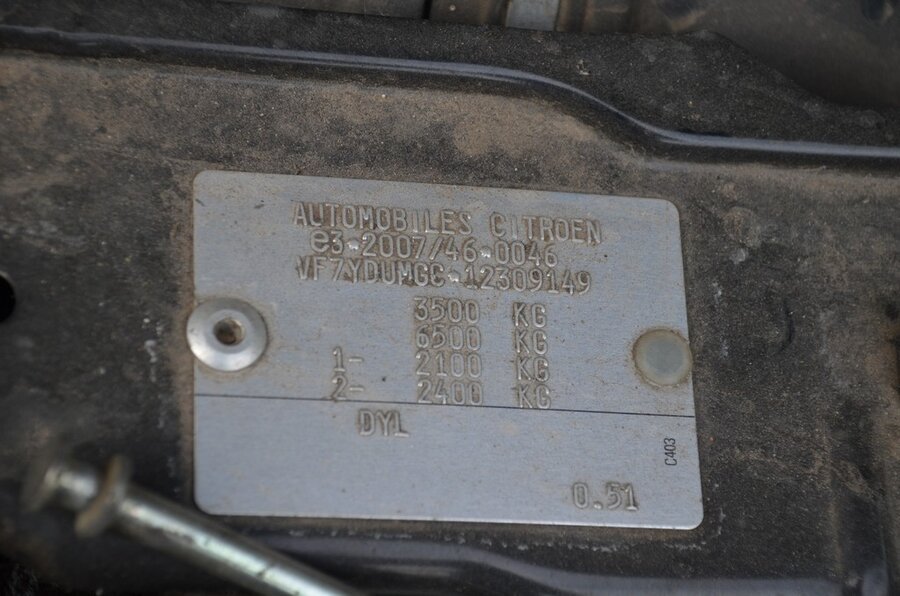 AUTOMOBILES CITROEN
e3*2007/46*0046
VF7YDUMGC-12309149
3500 KG
6500 KG
1- 2100 KG
2- 2400 KG
DYL
C403
0.51